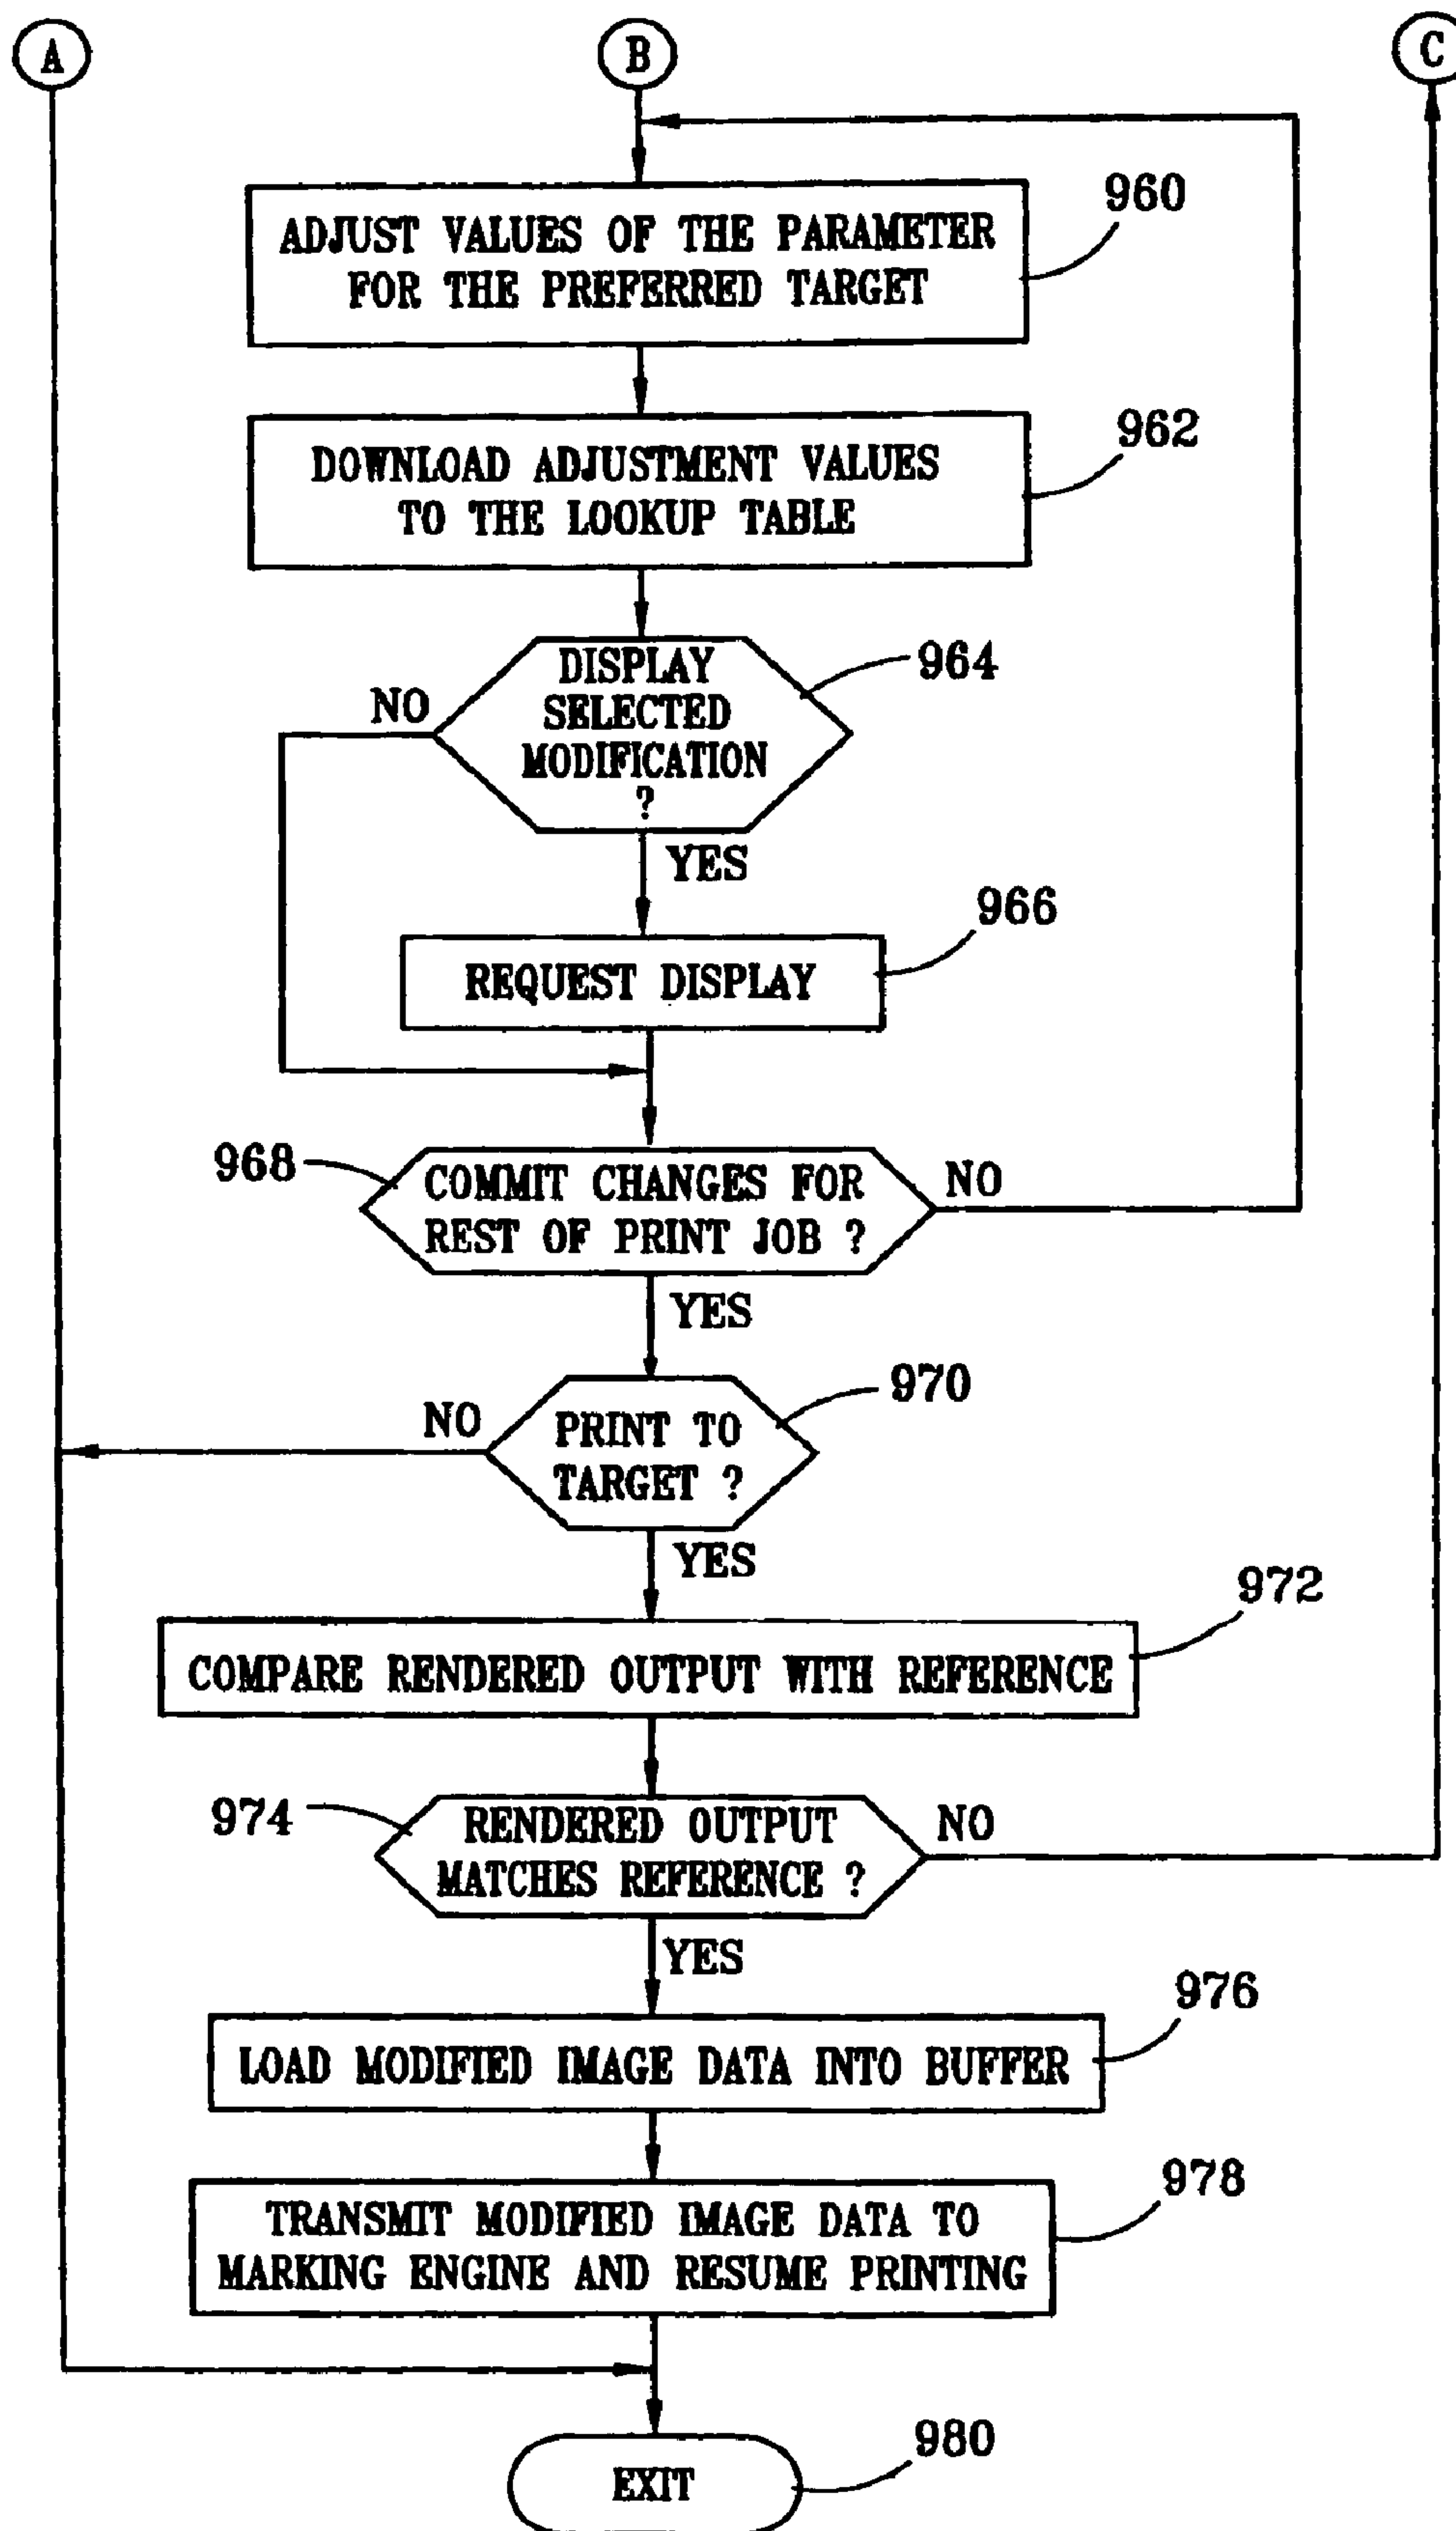 A
B
C
960
ADJUST VALUES OF THE PARAMETER
FOR THE PREFERRED TARGET
962
DOWNLOAD ADJUSTMENT VALUES
TO THE LOOKUP TABLE
964
NO
DISPLAY
SELECTED
MODIFICATION
?
YES
966
REQUEST DISPLAY
968
COMMIT CHANGES FOR
REST OF PRINT JOB ?
NO
YES
970
NO
PRINT TO
TARGET ?
YES
972
COMPARE RENDERED OUTPUT WITH REFERENCE
974
RENDERED OUTPUT
MATCHES REFERENCE ?
NO
YES
976
LOAD MODIFIED IMAGE DATA INTO BUFFER
978
TRANSMIT MODIFIED IMAGE DATA TO
MARKING ENGINE AND RESUME PRINTING
980
EXIT